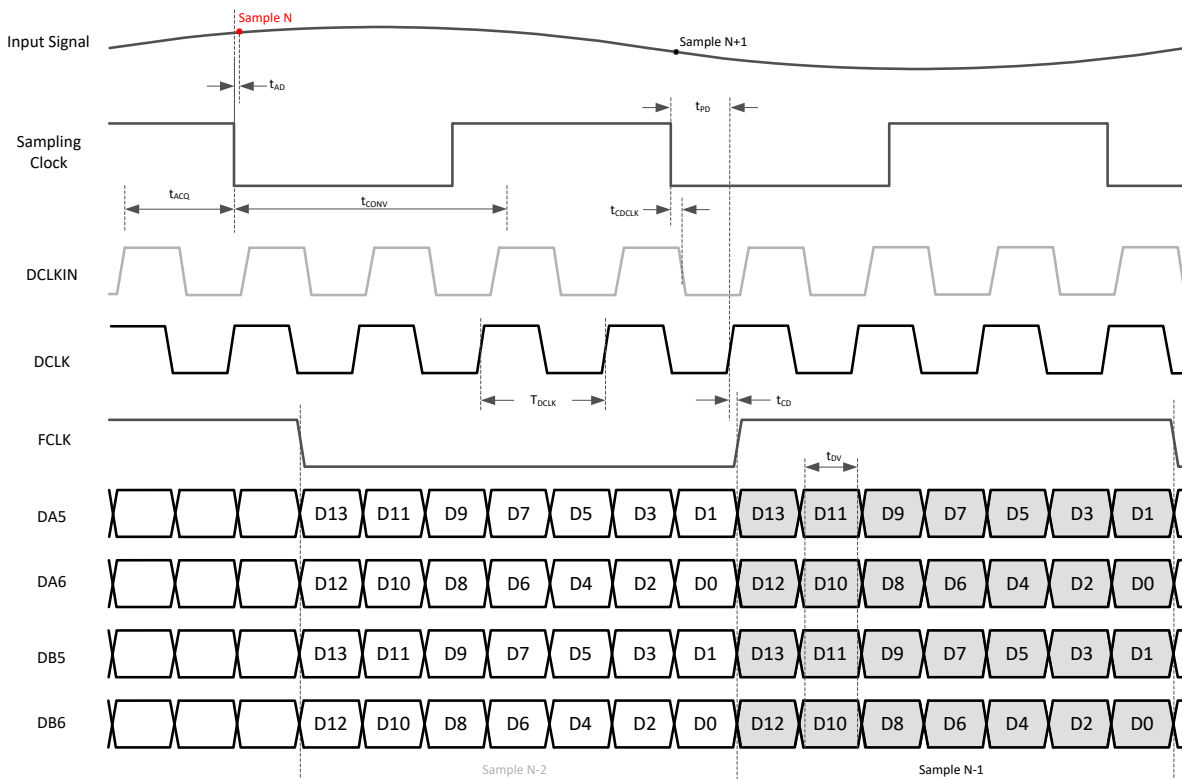 Sample N
Input Signal
Sample N+1
tAD
tPD
Sampling
Clock
tACQ
tCONV
tCDCLK
DCLKIN
DCLK
TDCLK
tCD
FCLK
tDV
DA5 D13 D11 D9 D7 D5 D3 D1 D13 D11 D9 D7 D5 D3 D1
DA6 D12 D10 D8 D6 D4 D2 D0 D12 D10 D8 D6 D4 D2 D0
DB5 D13 D11 D9 D7 D5 D3 D1 D13 D11 D9 D7 D5 D3 D1
DB6 D12 D10 D8 D6 D4 D2 D0 D12 D10 D8 D6 D4 D2 D0
Sample N-2 Sample N-1